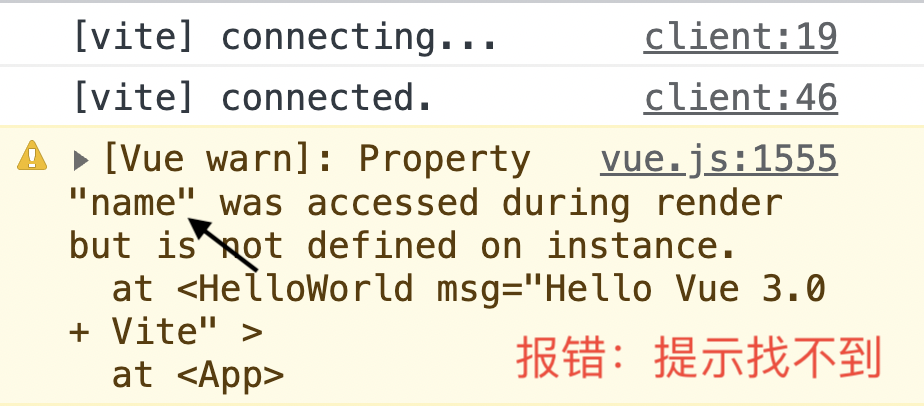 [vite] connecting... client:19
[vite] connected. client:46
[Vue warn]: Property vue.js:1555
"name" was accessed during render
but is not defined on instance.
at <HelloWorld msg="Hello Vue 3.0
+ Vite" >
at <App>
报错：提示找不到